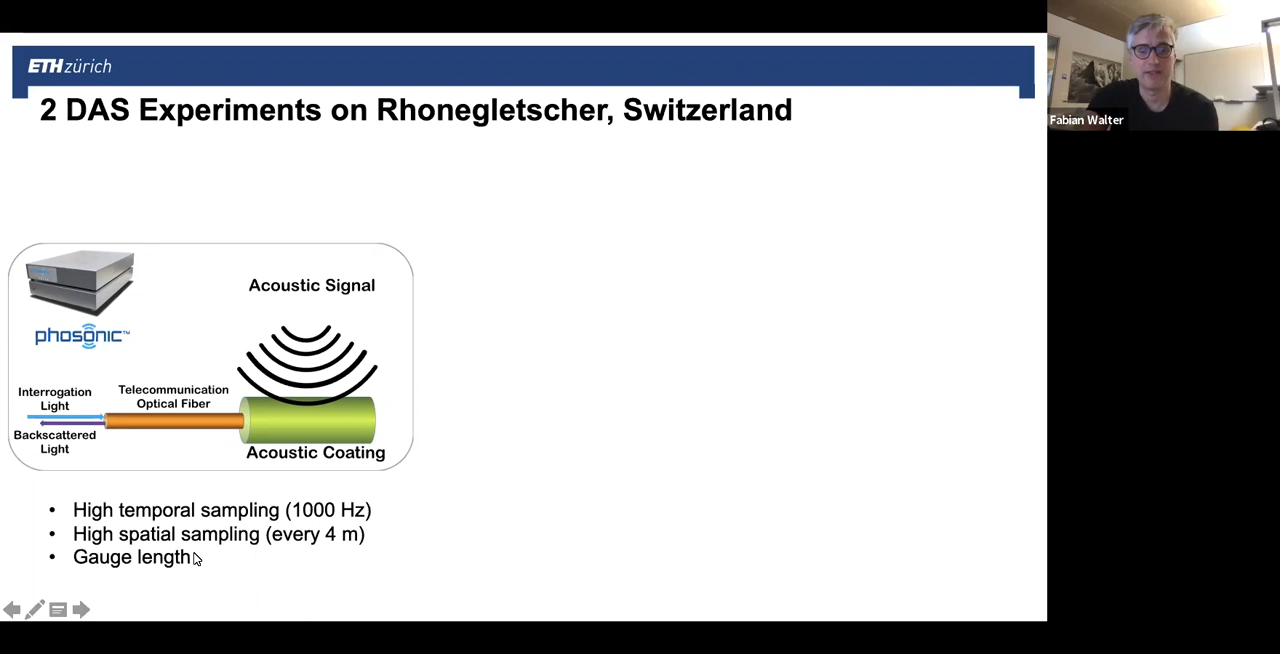 ETH zürich
2 DAS Experiments on Rhonegletscher, Switzerland
Fabian Walter
phosonic™
Acoustic Signal
Interrogation
Light
Telecommunication
Optical Fiber
Backscattered
Light
Acoustic Coating
• High temporal sampling (1000 Hz)
• High spatial sampling (every 4 m)
• Gauge length